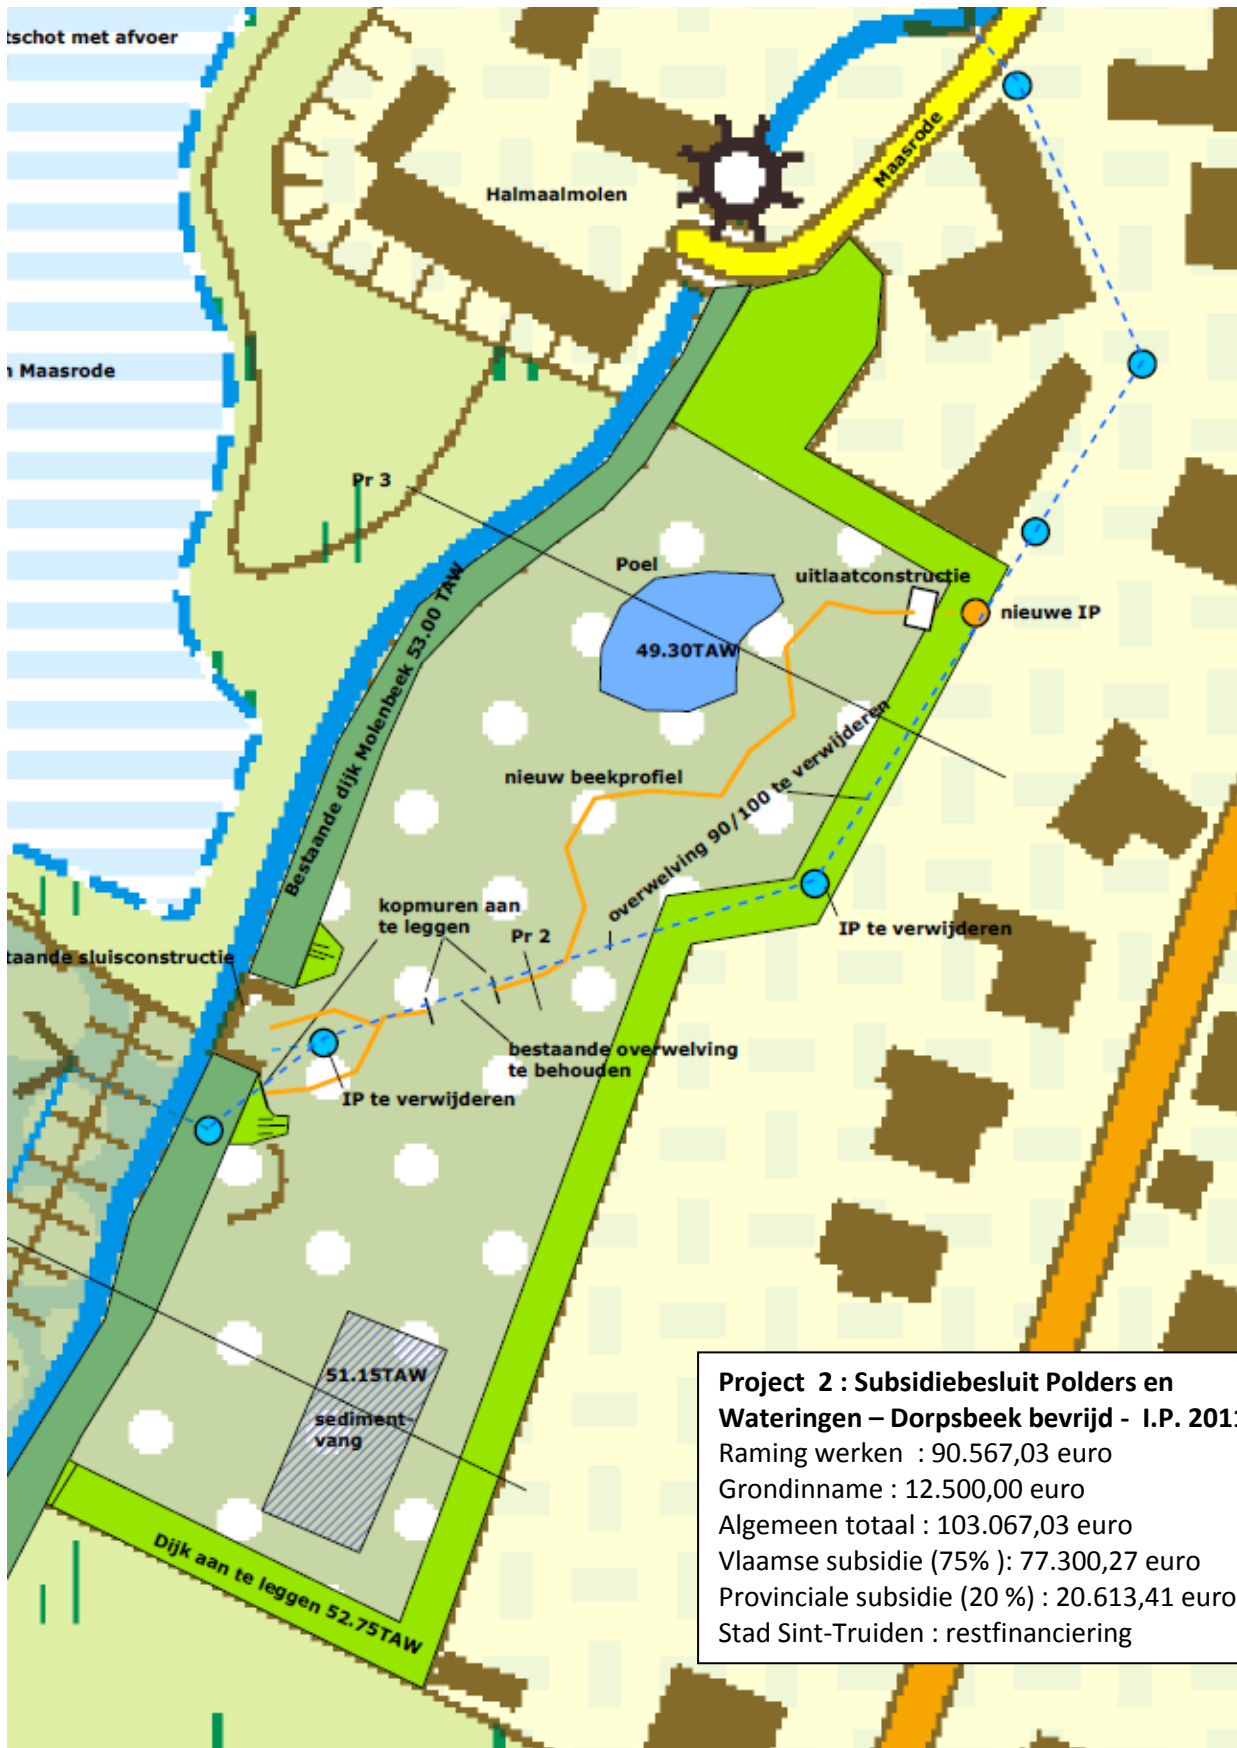 tschot met afvoer
Maasrode
Halmaalmolen
Maasrode
Pr 3
Poel
uitlaatconstructie
nieuwe IP
49.30TAW
Bestaande dijk Molenbeek 53.00 TAW
nieuw beekprofiel
overwelving 90/100 te verwijderen
kopmuren aan
te leggen
Pr 2
IP te verwijderen
taande sluisconstructie
bestaande overwelving
te behouden
IP te verwijderen
51.15TAW
sediment-
vang
Dijk aan te leggen 52.75TAW
Project 2 : Subsidiebesluit Polders en
Wateringen – Dorpsbeek bevrijd - I.P. 2011
Raming werken : 90.567,03 euro
Grondinname : 12.500,00 euro
Algemeen totaal : 103.067,03 euro
Vlaamse subsidie (75% ): 77.300,27 euro
Provinciale subsidie (20 %) : 20.613,41 euro
Stad Sint-Truiden : restfinanciering